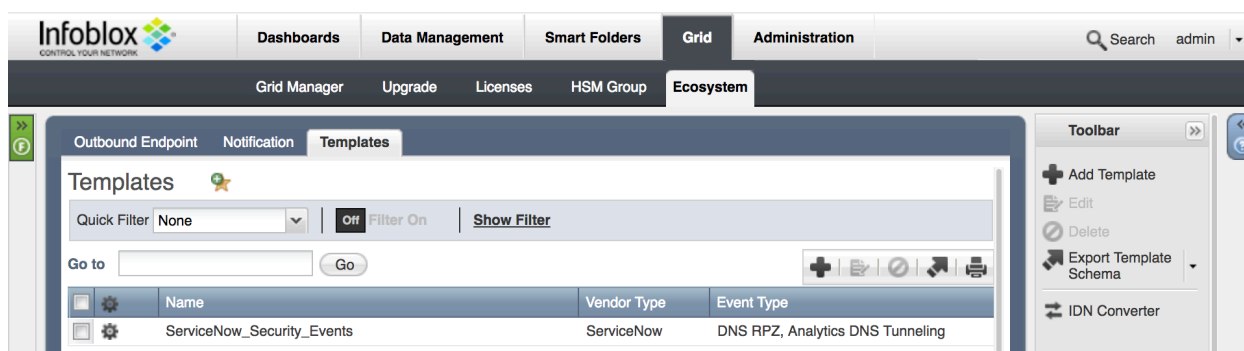 Infoblox
CONTROL YOUR NETWORK
Dashboards Data Management Smart Folders Grid Administration Search admin
Grid Manager Upgrade Licenses HSM Group Ecosystem
Outbound Endpoint Notification Templates
Templates
Quick Filter None Off Filter On Show Filter
Go to Go
Name Vendor Type Event Type
ServiceNow_Security_Events ServiceNow DNS RPZ, Analytics DNS Tunneling
Toolbar
Add Template
Edit
Delete
Export Template
Schema
IDN Converter